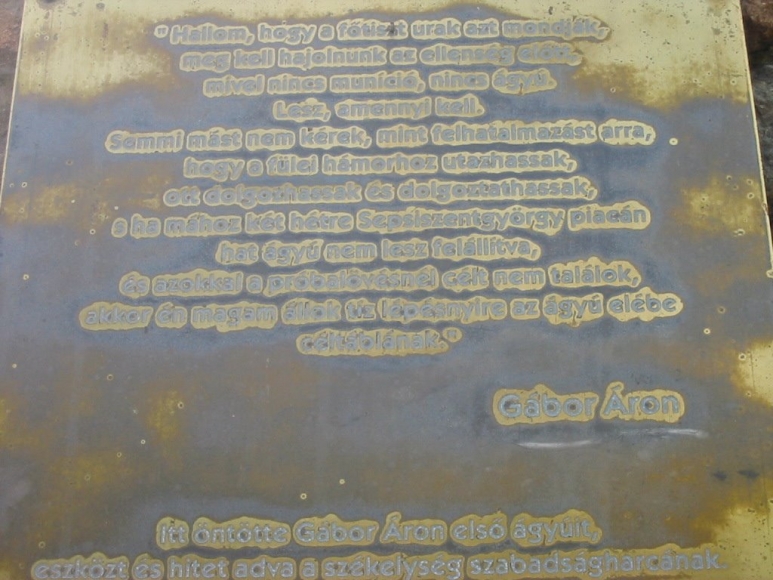 "Hallom, hogy a főtiszt urak azt mondják,
meg kell hajolnunk az ellenség előtt,
mivel nincs muníció, nincs ágyú.
Lesz, amennyi kell.
Semmi mást nem kérek, mint felhatalmazást arra,
hogy a fülei hámorhoz utazhassak,
ott dolgozhassak és dolgoztathassak,
s ha mához két hétre Sepsiszentgyörgy piacán
hat ágyú nem lesz felállítva,
és azokkal a próbalövésnél célt nem találok,
akkor én magam állok tíz lépésnyire az ágyú elébe
céltáblának."
Gábor Áron
Itt öntötte Gábor Áron első ágyúit,
eszközt és hitet adva a székelység szabadságharcának.